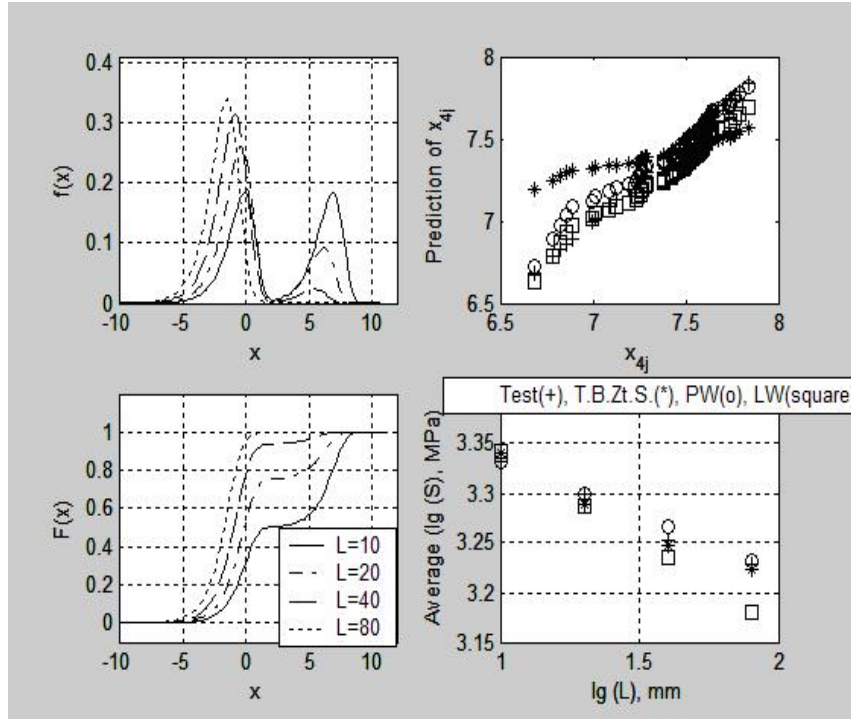 0.4
0.3
0.2
0.1
0
f(x)
-10 -5 0 5 10
x
8
7.5
7
6.5
Prediction of x4j
6.5 7 7.5 8
x4j
1
0.8
0.6
0.4
0.2
0
F(x)
L=10
L=20
L=40
L=80
-10 -5 0 5 10
x
Test(+), T.B.Zt.S.(*), PW(o), LW(square
3.35
3.3
3.25
3.2
3.15
Average (lg (S), MPa)
1 1.5 2
lg (L), mm